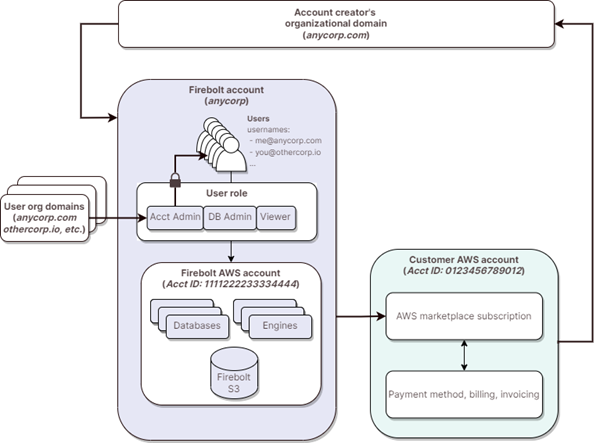 Account creator's
organizational domain
(anycorp.com)
Firebolt account
(anycorp)
Users
usernames:
- me@anycorp.com
- you@othercorp.io
...
User role
Acct Admin
DB Admin
Viewer
User org domains
(anycorp.com
othercorp.io, etc.)
Firebolt AWS account
(Acct ID: 1111222233334444)
Databases
Engines
Firebolt
S3
Customer AWS account
(Acct ID: 0123456789012)
AWS marketplace subscription
Payment method, billing, invoicing